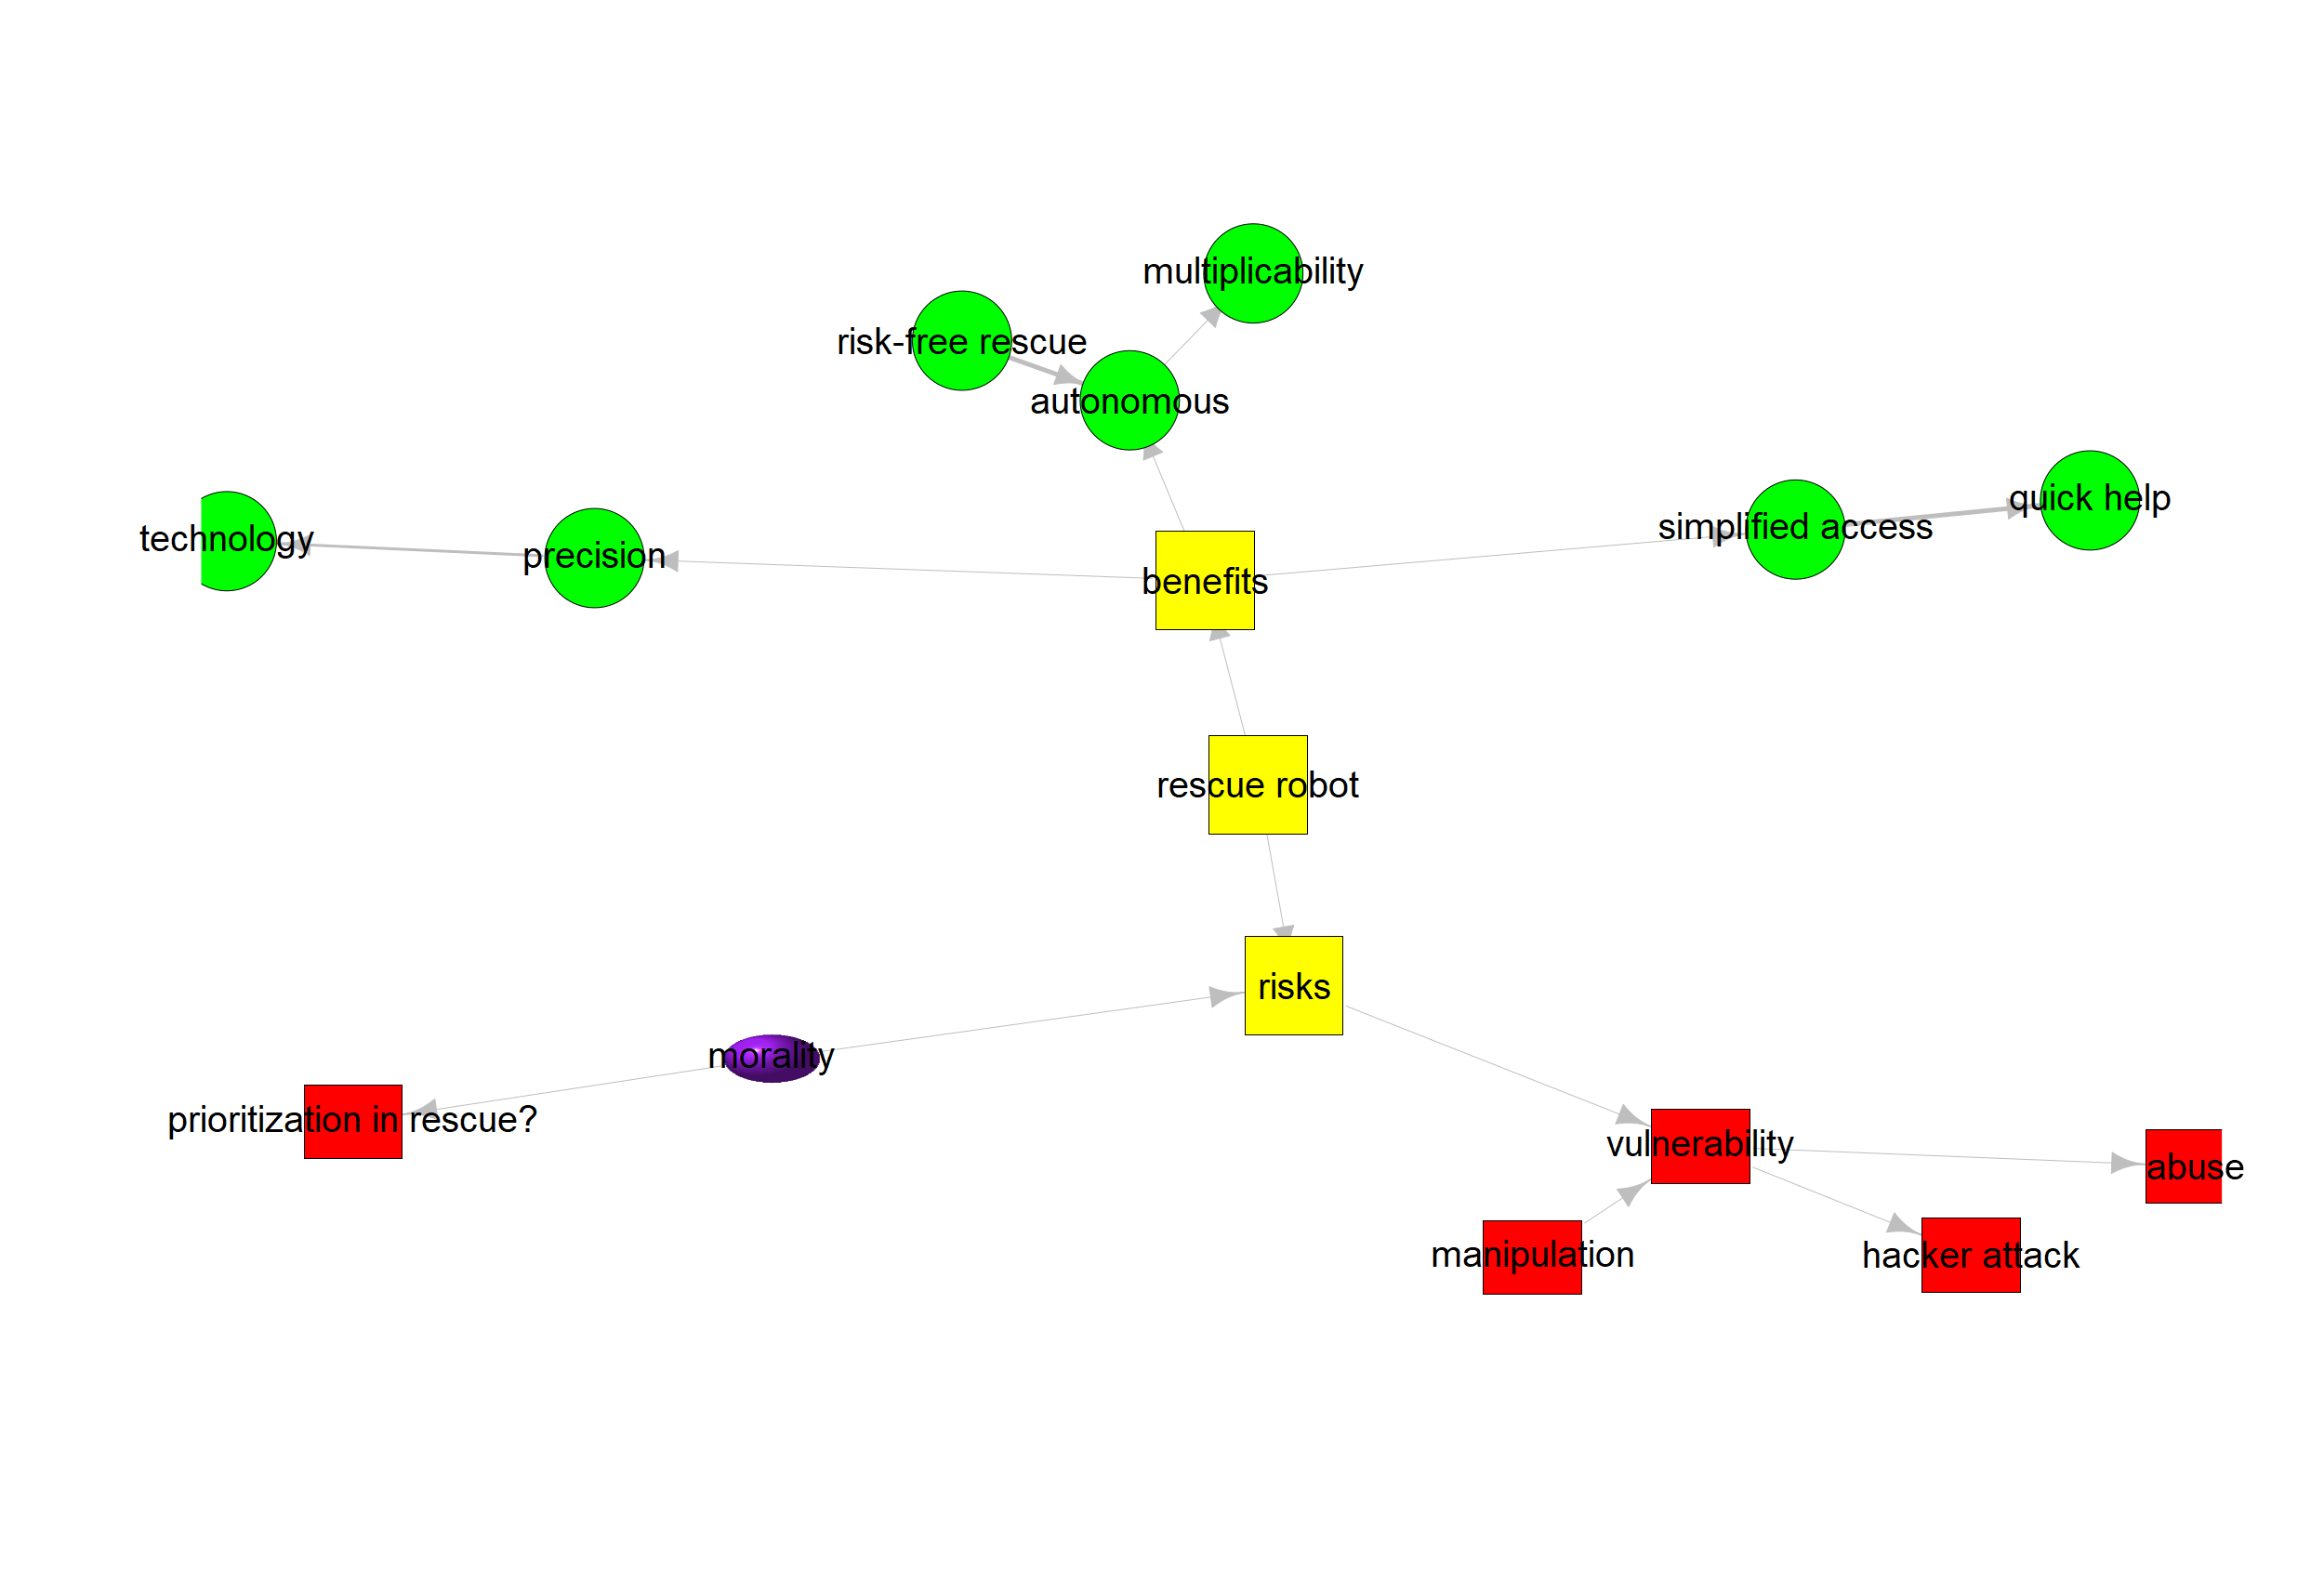 multiplicability
risk-free rescue
autonomous
quick help
simplified access
technology
precision
benefits
rescue robot
risks
morality
prioritization in rescue?
vulnerability
abuse
manipulation
hacker attack